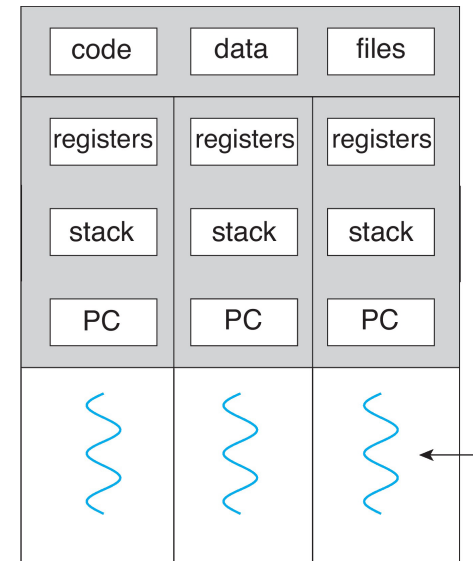 code data files
registers registers registers
stack stack stack
PC PC PC